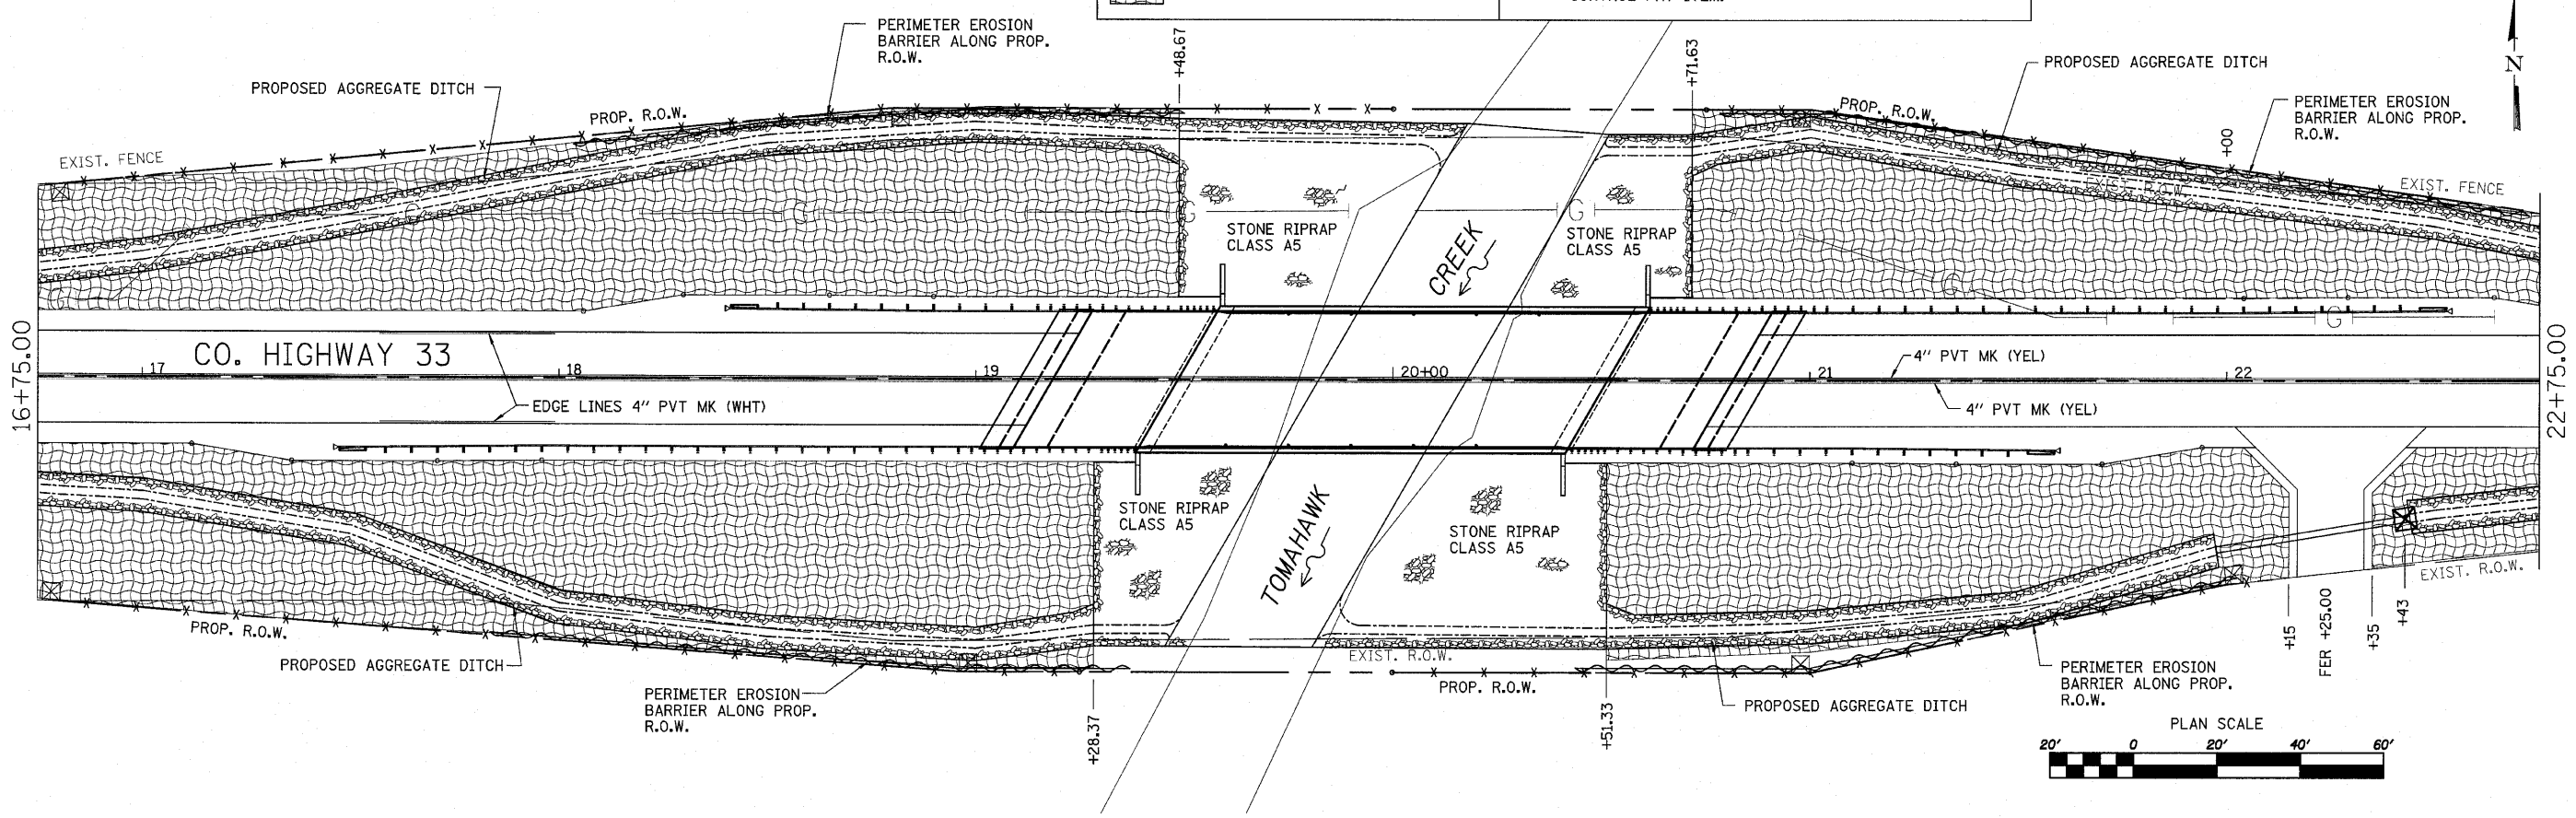 PERIMETER EROSION
BARRIER ALONG PROP.
R.O.W.
+48.67
+71.63
PROPOSED AGGREGATE DITCH
PROPOSED AGGREGATE DITCH
N
PERIMETER EROSION
BARRIER ALONG PROP.
R.O.W.
PROP. R.O.W.
PROP. R.O.W.
+00
EXIST. FENCE
EXIST. R.O.W.
EXIST. FENCE
G
G
G
G
STONE RIPRAP
CLASS A5
STONE RIPRAP
CLASS A5
CREEK
G
G
G
16+75.00
CO. HIGHWAY 33
17
18
19
20+00
21
22
4" PVT MK (YEL)
EDGE LINES 4" PVT MK (WHT)
4" PVT MK (YEL)
22+75.00
STONE RIPRAP
CLASS A5
STONE RIPRAP
CLASS A5
TOMAHAWK
EXIST. R.O.W.
PROP. R.O.W.
PROPOSED AGGREGATE DITCH
EXIST. R.O.W.
PROP. R.O.W.
PERIMETER EROSION
BARRIER ALONG PROP.
R.O.W.
+28.37
+51.33
PROPOSED AGGREGATE DITCH
PERIMETER EROSION
BARRIER ALONG PROP.
R.O.W.
+15
FER +25.00
+35
+43
PLAN SCALE
20' 0 20' 40' 60'